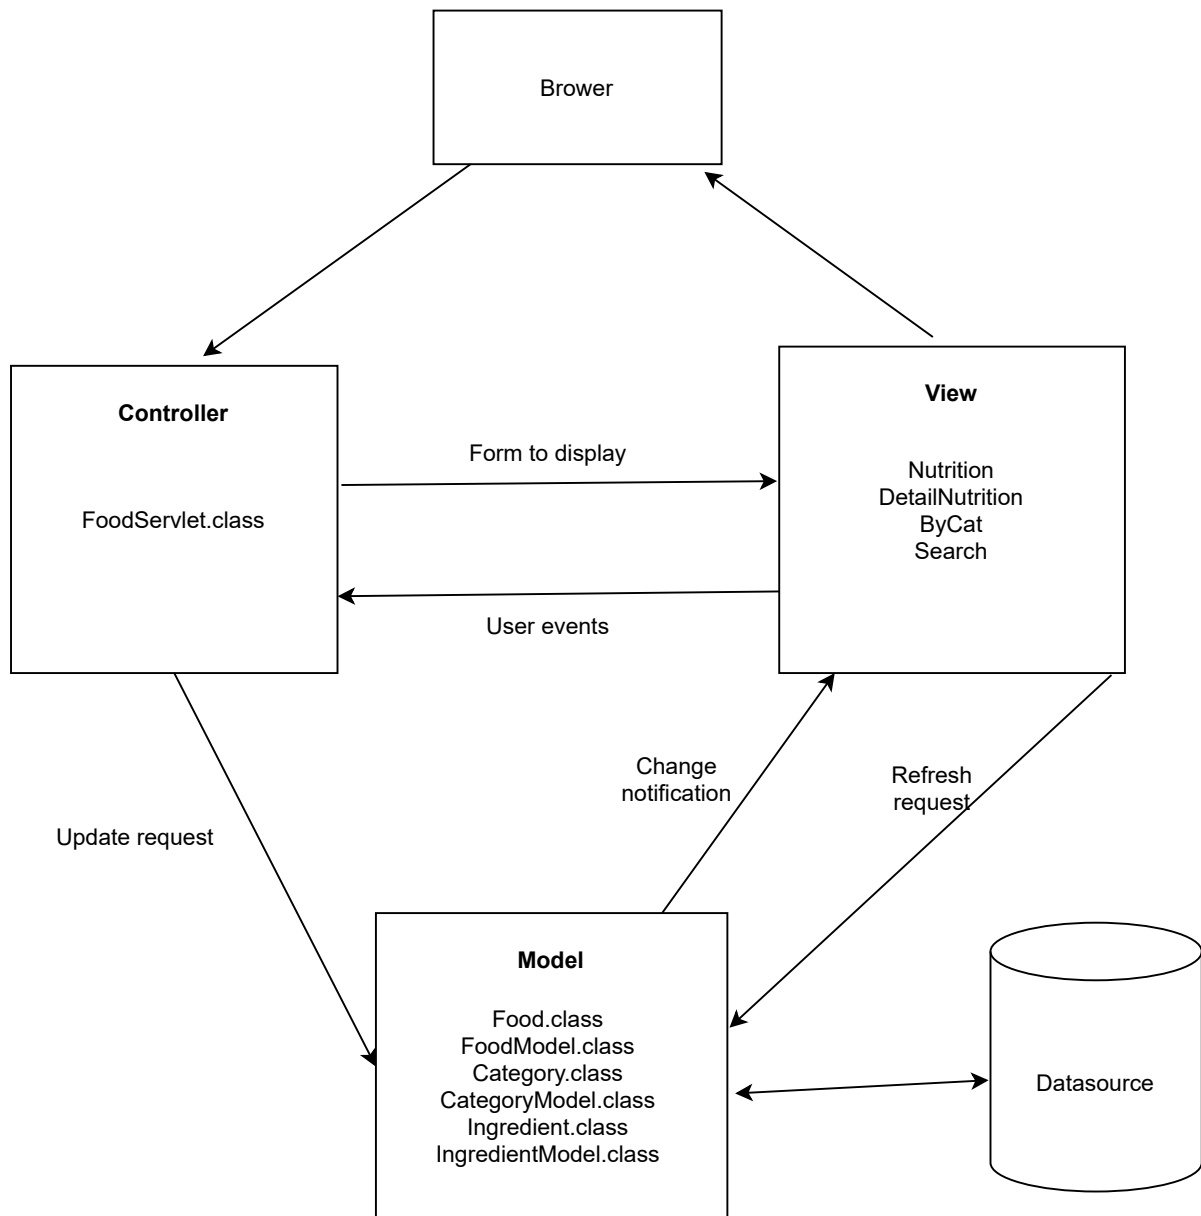 Brower
Controller
FoodServlet.class
Form to display
User events
View
Nutrition
DetailNutrition
ByCat
Search
Update request
Change
notification
Refresh
request
Model
Food.class
FoodModel.class
Category.class
CategoryModel.class
Ingredient.class
IngredientModel.class
Datasource